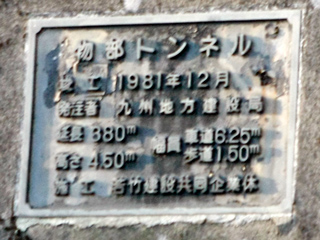 物部トンネル
竣工 1981年12月
発注者 九州地方建設局
延長 380m 幅員 車道6.25m
高さ 4.50m 歩道1.50m
施工 若竹建設共同企業体